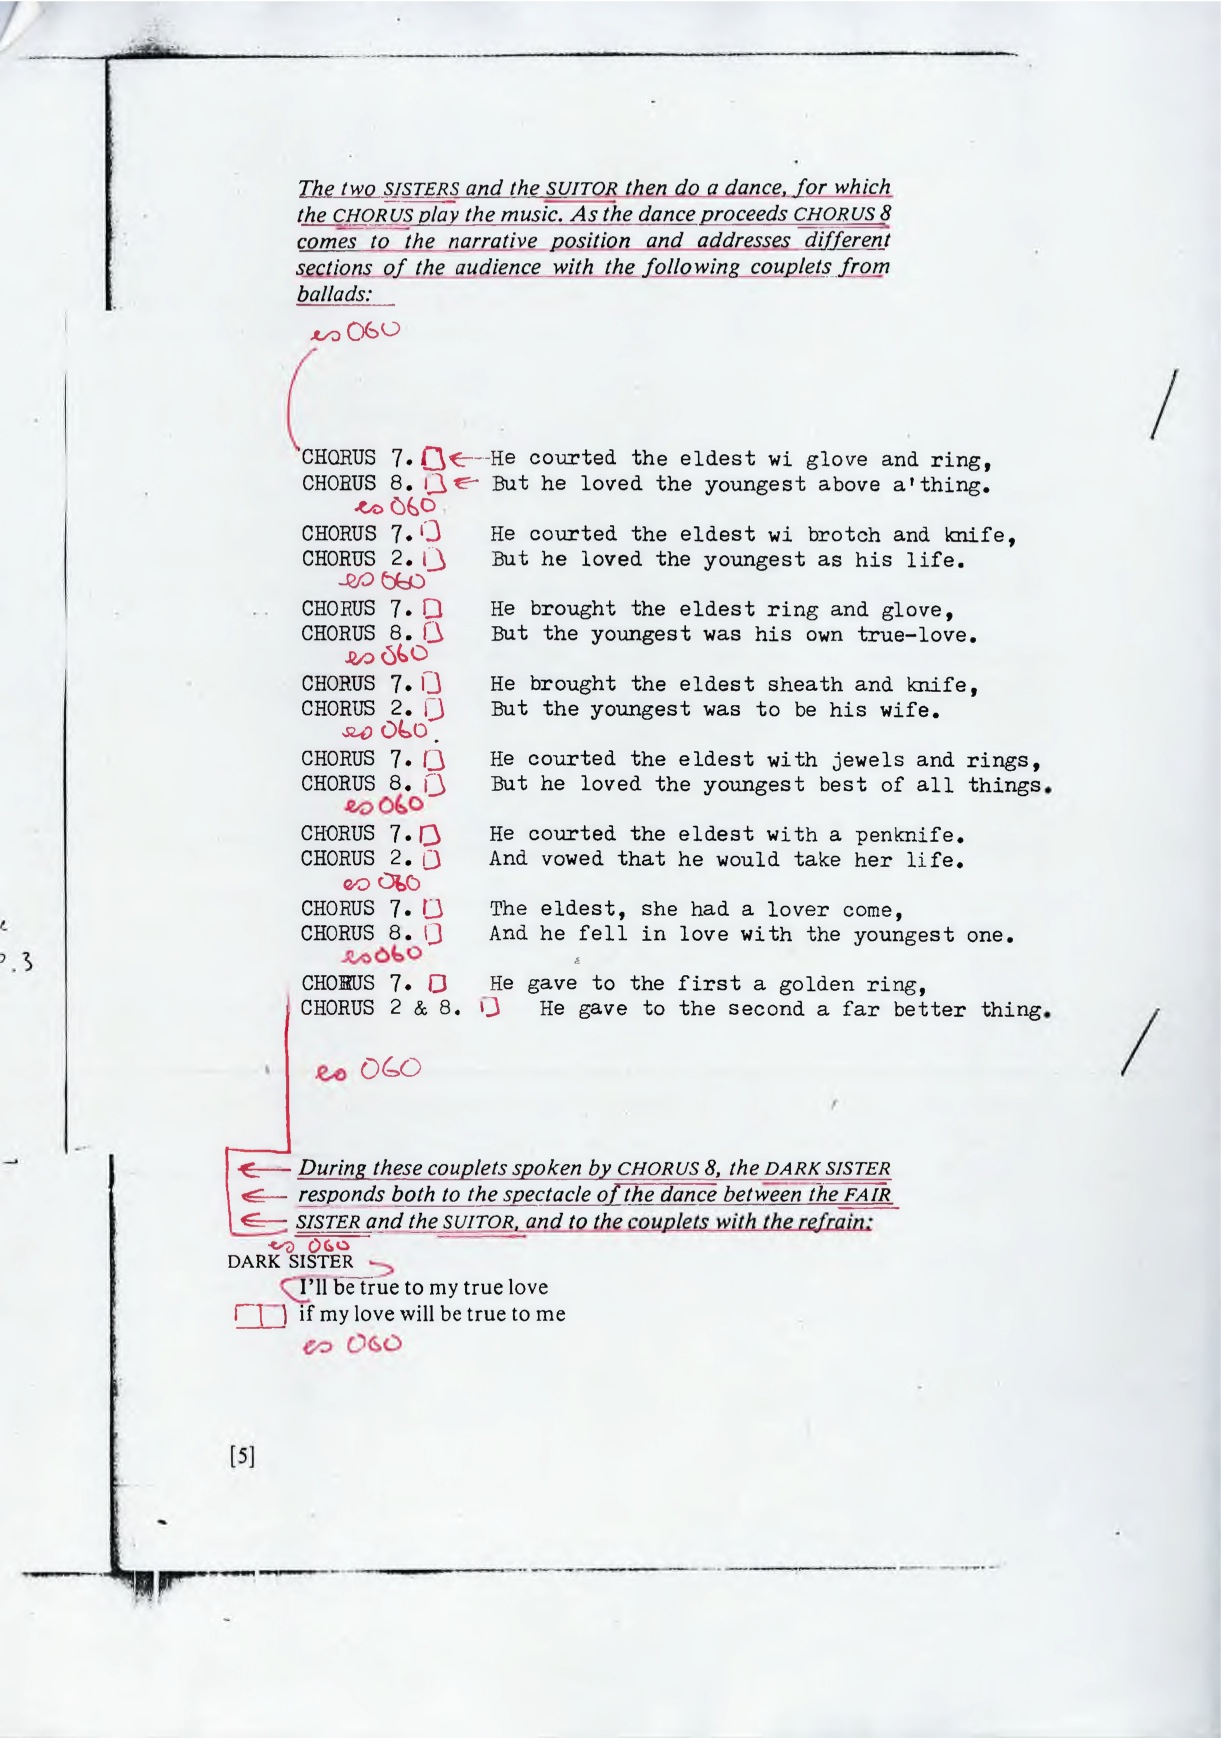 The two SISTERS and the SUITOR then do a dance, for which
the CHORUS play the music. As the dance proceeds CHORUS 8
comes to the narrative position and addresses different
sections of the audience with the following couplets from
ballads:
es 060
CHORUS 7. He courted the eldest wi glove and ring,
CHORUS 8. But he loved the youngest above a'thing.
es 060
CHORUS 7. He courted the eldest wi brotch and knife,
CHORUS 2. But he loved the youngest as his life.
es 060
CHORUS 7. He brought the eldest ring and glove,
CHORUS 8. But the youngest was his own true-love.
es 060
CHORUS 7. He brought the eldest sheath and knife,
CHORUS 2. But the youngest was to be his wife.
es 060
CHORUS 7. He courted the eldest with jewels and rings,
CHORUS 8. But he loved the youngest best of all things.
es 060
CHORUS 7. He courted the eldest with a penknife.
CHORUS 2. And vowed that he would take her life.
es 060
CHORUS 7. The eldest, she had a lover come,
CHORUS 8. And he fell in love with the youngest one.
es 060
CHORUS 7. He gave to the first a golden ring,
CHORUS 2 & 8. He gave to the second a far better thing.
es 060
During these couplets spoken by CHORUS 8, the DARK SISTER
responds both to the spectacle of the dance between the FAIR
SISTER and the SUITOR, and to the couplets with the refrain:
es 060
DARK SISTER
I'll be true to my true love
if my love will be true to me
es 060
[5]